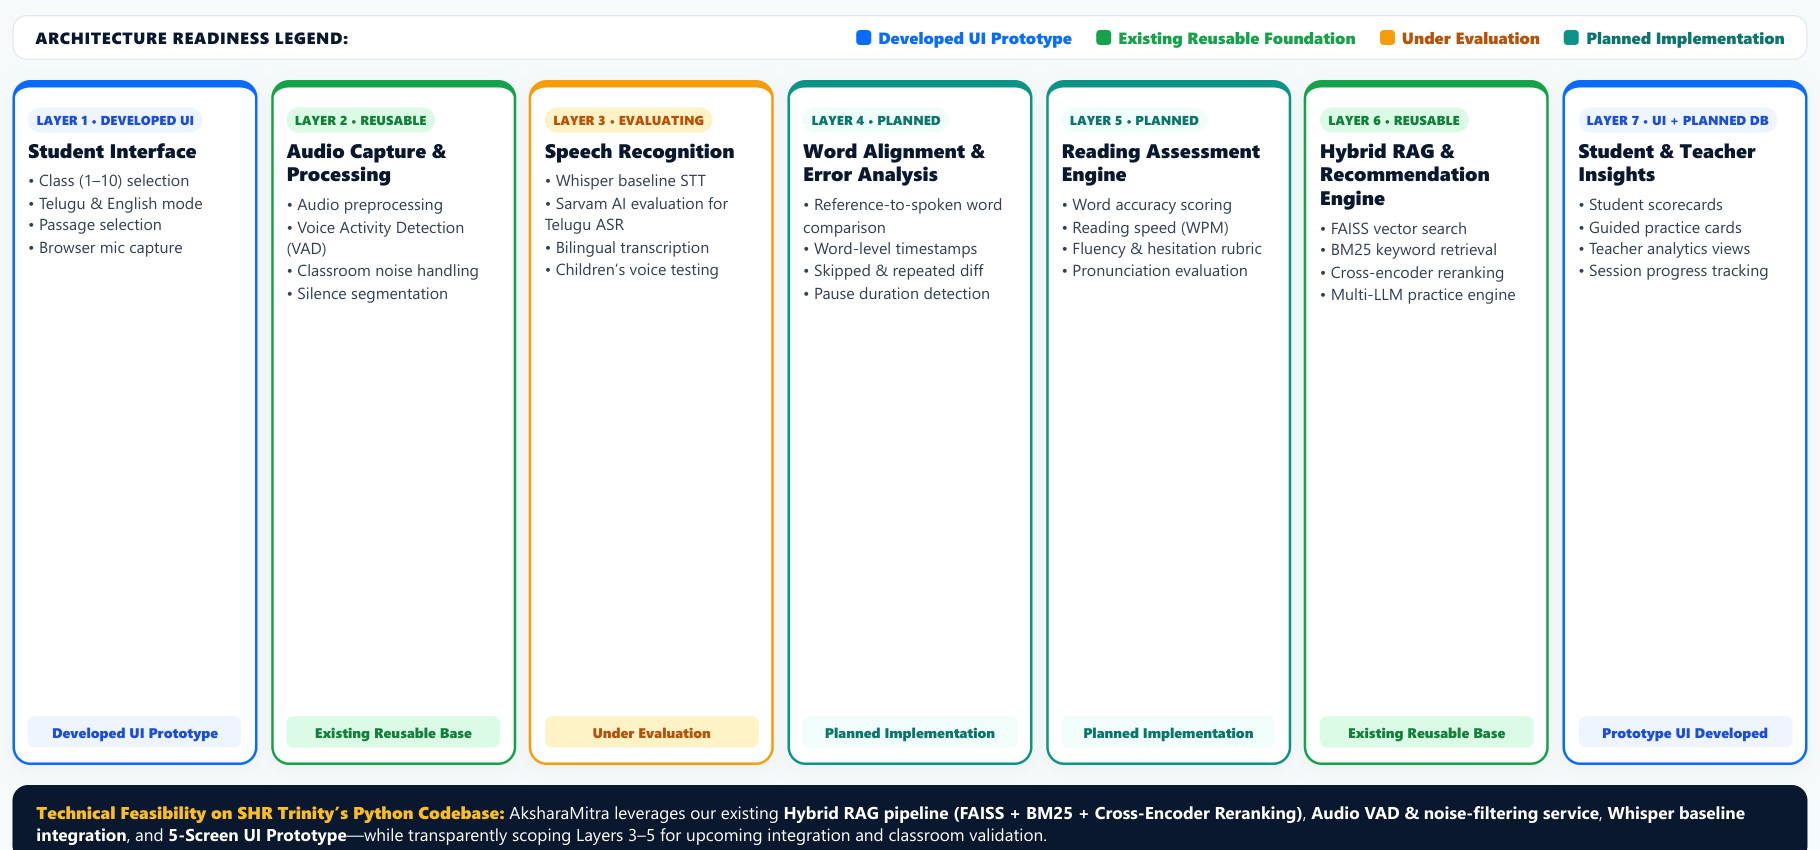 ARCHITECTURE READINESS LEGEND:
Developed UI Prototype
Existing Reusable Foundation
Under Evaluation
Planned Implementation
LAYER 1 • DEVELOPED UI
Student Interface
• Class (1–10) selection
• Telugu & English mode
• Passage selection
• Browser mic capture
Developed UI Prototype
LAYER 2 • REUSABLE
Audio Capture &
Processing
• Audio preprocessing
• Voice Activity Detection
(VAD)
• Classroom noise handling
• Silence segmentation
Existing Reusable Base
LAYER 3 • EVALUATING
Speech Recognition
• Whisper baseline STT
• Sarvam AI evaluation for
Telugu ASR
• Bilingual transcription
• Children’s voice testing
Under Evaluation
LAYER 4 • PLANNED
Word Alignment &
Error Analysis
• Reference-to-spoken word
comparison
• Word-level timestamps
• Skipped & repeated diff
• Pause duration detection
Planned Implementation
LAYER 5 • PLANNED
Reading Assessment
Engine
• Word accuracy scoring
• Reading speed (WPM)
• Fluency & hesitation rubric
• Pronunciation evaluation
Planned Implementation
LAYER 6 • REUSABLE
Hybrid RAG &
Recommendation
Engine
• FAISS vector search
• BM25 keyword retrieval
• Cross-encoder reranking
• Multi-LLM practice engine
Existing Reusable Base
LAYER 7 • UI + PLANNED DB
Student & Teacher
Insights
• Student scorecards
• Guided practice cards
• Teacher analytics views
• Session progress tracking
Prototype UI Developed
Technical Feasibility on SHR Trinity’s Python Codebase: AksharaMitra leverages our existing Hybrid RAG pipeline (FAISS + BM25 + Cross-Encoder Reranking), Audio VAD & noise-filtering service, Whisper baseline
integration, and 5-Screen UI Prototype—while transparently scoping Layers 3–5 for upcoming integration and classroom validation.